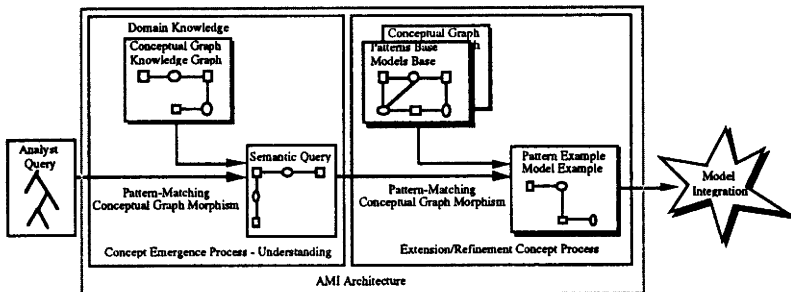 Domain Knowledge
Conceptual Graph
Knowledge Graph
Conceptual Graph
Patterns Base
Models Base
Analyst
Query
Semantic Query
Pattern Example
Model Example
Model
Integration
Pattern-Matching
Conceptual Graph Morphism
Pattern-Matching
Conceptual Graph Morphism
Concept Emergence Process - Understanding
Extension/Refinement Concept Process
AMI Architecture